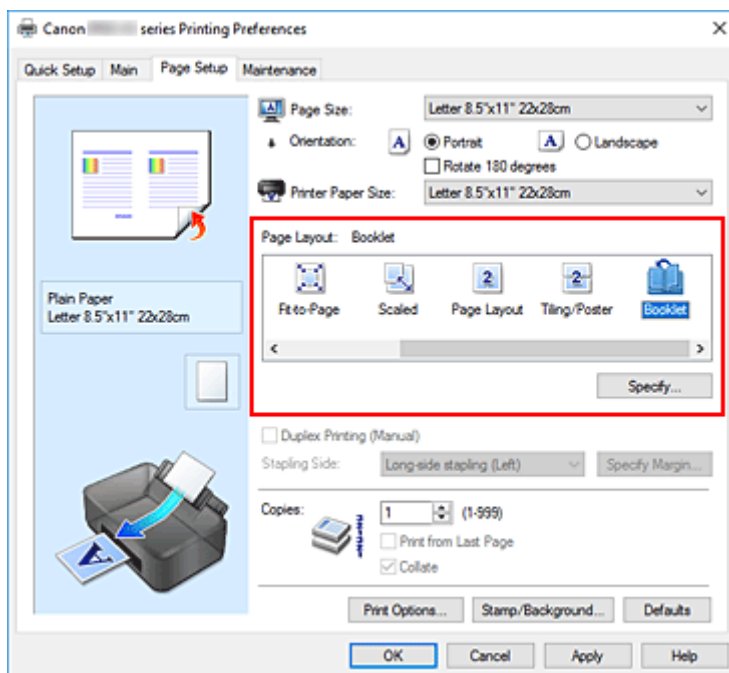 Canon series Printing Preferences
Quick Setup Main Page Setup Maintenance
Page Size: Letter 8.5"x11" 22x28cm
Orientation: A Portrait A Landscape
Rotate 180 degrees
Printer Paper Size: Letter 8.5"x11" 22x28cm
Page Layout: Booklet
Fit-to-Page Scaled Page Layout Tiling/Poster Booklet
Specify...
Plain Paper
Letter 8.5"x11" 22x28cm
Duplex Printing (Manual)
Stapling Side: Long-side stapling (Left) Specify Margin...
Copies: 1 (1-999)
Print from Last Page
Collate
Print Options... Stamp/Background... Defaults
OK Cancel Apply Help